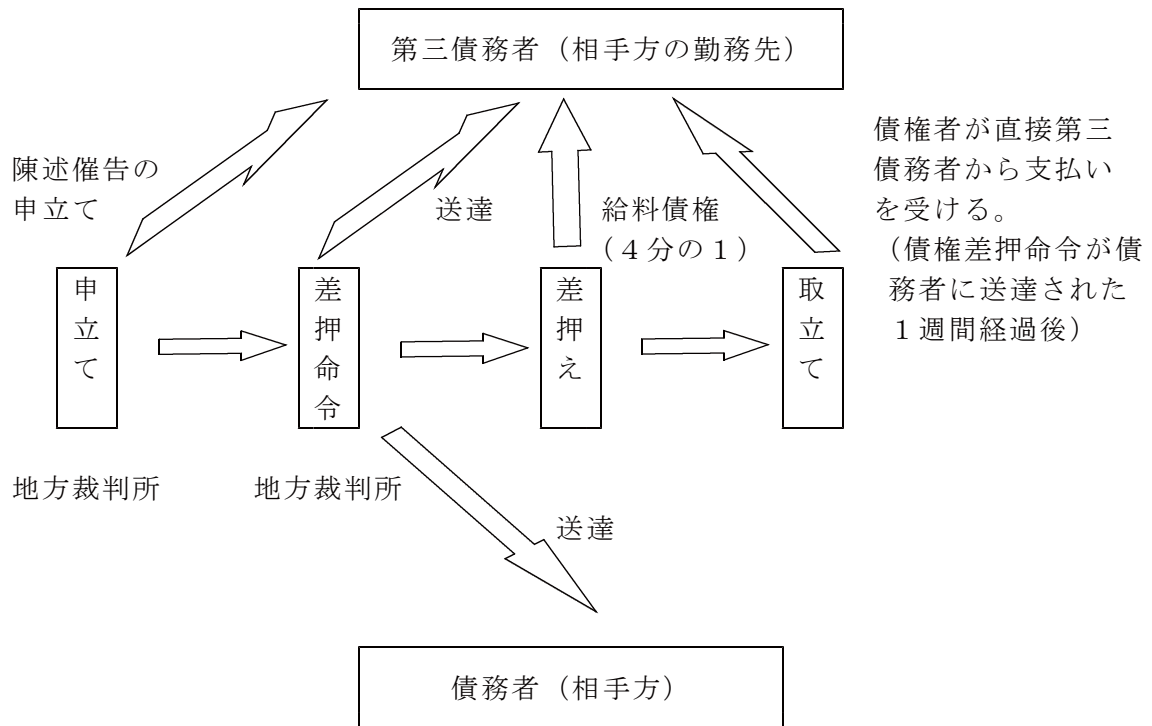 第三債務者（相手方の勤務先）
陳述催告の
申立て
送達
給料債権
（４分の１）
債権者が直接第三
債務者から支払い
を受ける。
（債権差押命令が債
務者に送達された
１週間経過後）
申立て
差押命令
差押え
取立て
地方裁判所
地方裁判所
送達
債務者（相手方）